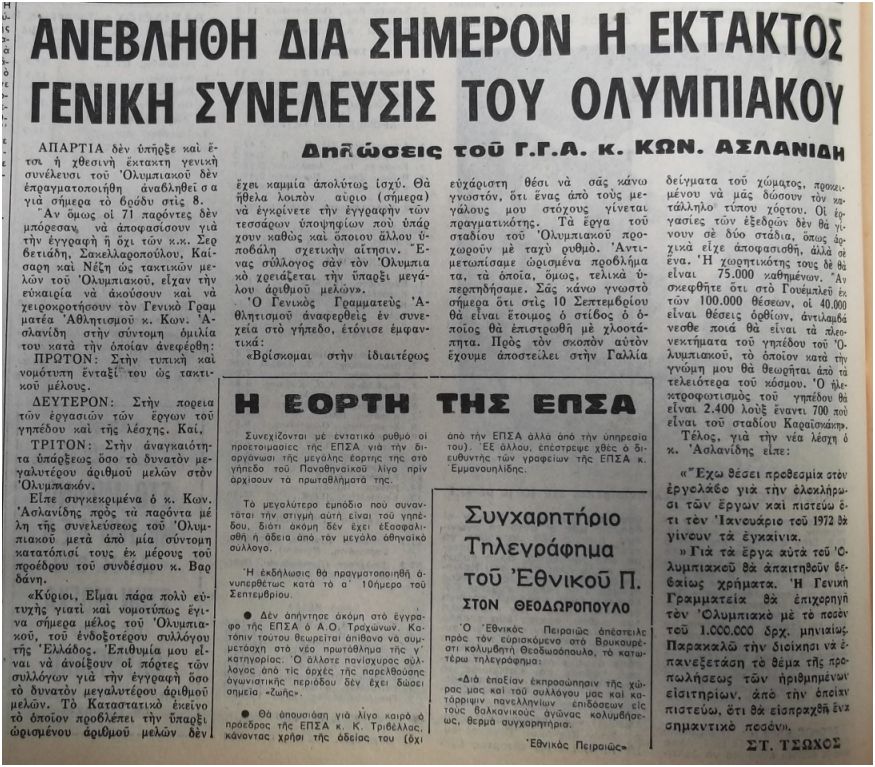 ΑΝΕΒΛΗΘΗ ΔΙΑ ΣΗΜΕΡΟΝ Η ΕΚΤΑΚΤΟΣ
ΓΕΝΙΚΗ ΣΥΝΕΛΕΥΣΙΣ ΤΟΥ ΟΛΥΜΠΙΑΚΟΥ
Δηλώσεις τοῦ Γ.Γ.Α. κ. ΚΩΝ. ΑΣΛΑΝΙΔΗ
ΑΠΑΡΤΙΑ δὲν ὑπῆρξε καὶ ἔ-
τσι ἡ χθεσινὴ ἔκτακτη γενικὴ
συνέλευσι τοῦ Ὀλυμπιακοῦ δὲν
ἐπραγματοποιήθη ἀναβληθεῖσα
γιὰ σήμερα τὸ βράδυ στὶς 8.
Ἂν ὅμως οἱ 71 παρόντες δὲν
μπόρεσαν, νὰ ἀποφασίσουν γιὰ
τὴν ἐγγραφὴ ἢ ὄχι τῶν κ.κ. Σερ
βετιάδη, Σακελλαροπούλου, Καί-
σαρη καὶ Νέζη ὡς τακτικῶν με-
λῶν τοῦ Ὀλυμπιακοῦ, εἶχαν τὴν
εὐκαιρία νὰ ἀκούσουν καὶ νὰ
χειροκροτήσουν τὸν Γενικὸ Γραμ
ματέα Ἀθλητισμοῦ κ. Κων. Ἀ-
σλανίδη στὴν σύντομη ὁμιλία
του κατὰ τὴν ὁποίαν ἀνεφέρθη:
ΠΡΩΤΟΝ: Στὴν τυπικὴ καὶ
νομότυπη ἔνταξί του ὡς τακτι-
κοῦ μέλους.
ΔΕΥΤΕΡΟΝ: Στὴν πορεια
τῶν ἐργασιῶν τῶν ἔργων τοῦ
γηπέδου καὶ τῆς λέσχης. Καί,
ΤΡΙΤΟΝ: Στὴν ἀναγκαιότη-
τα ὑπάρξεως ὅσο τὸ δυνατὸν με-
γαλυτέρου ἀριθμοῦ μελῶν στὸν
Ὀλυμπιακόν.
Εἶπε συγκεκριμένα ὁ κ. Κων.
Ἀσλανίδης πρὸς τὰ παρόντα μέ
λη τῆς συνελεύσεως τοῦ Ὀλυμ-
πιακοῦ μετὰ ἀπὸ μία σύντομη
κατατόπισί τους ἐκ μέρους τοῦ
προέδρου τοῦ συνδέσμου κ. Βαρ
δάνη.
«Κύριοι, Εἶμαι πάρα πολὺ εὐ-
τυχὴς γιατὶ καὶ νομοτύπως ἔγι-
να σήμερα μέλος τοῦ Ὀλυμπια-
κοῦ, τοῦ ἐνδοξοτέρου συλλόγου
τῆς Ἑλλάδος. Ἐπιθυμία μου εἶ-
ναι νὰ ἀνοίξουν οἱ πόρτες τῶν
συλλόγων γιὰ τὴν ἐγγραφὴ ὅσο
τὸ δυνατὸν μεγαλυτέρου ἀριθμοῦ
μελῶν. Τὸ Καταστατικὸ ἐκεῖνο
τὸ ὁποῖον προβλέπει τὴν ὕπαρξι
ὡρισμένου ἀριθμοῦ μελῶν δὲν
ἔχει καμμία ἀπολύτως ἰσχύ. Θὰ
ἤθελα λοιπὸν αὔριο (σήμερα)
νὰ ἐγκρίνετε τὴν ἐγγραφὴν τῶν
τεσσάρων ὑποψηφίων ποὺ ὑπάρ
χουν καθὼς καὶ ὅποιου ἄλλου ὑ-
ποβάλη σχετικὴν αἴτησιν. Ἕ-
νας σύλλογος σὰν τὸν Ὀλυμπια
κὸ χρειάζεται τὴν ὕπαρξι μεγά-
λου ἀριθμοῦ μελῶν».
Ὁ Γενικὸς Γραμματεὺς Ἀ-
θλητισμοῦ ἀναφερθεὶς ἐν συ-
νεχεία στὸ γήπεδο, ἐτόνισε ἐμφαν-
τικά:
«Βρίσκομαι στὴν ἰδιαιτέρως
εὐχάριστη θέσι νὰ σᾶς κάνω
γνωστόν, ὅτι ἕνας ἀπὸ τοὺς με-
γάλους μου στόχους γίνεται
πραγματικότης. Τὰ ἔργα τοῦ
σταδίου τοῦ Ὀλυμπιακοῦ προ-
χωροῦν μὲ ταχὺ ρυθμό. Ἀντι-
μετωπίσαμε ὡρισμένα προβλήμα
τα, τὰ ὁποῖα, ὅμως, τελικὰ ὑ-
περπηδήσαμε. Σᾶς κάνω γνωστὸ
σήμερα ὅτι στὶς 10 Σεπτεμβρίου
θὰ εἶναι ἕτοιμος ὁ στίβος ὁ ὁ-
ποῖος θὰ ἐπιστρωθῆ μὲ χλοοτά-
πητα. Πρὸς τὸν σκοπὸν αὐτὸν
ἔχουμε ἀποστείλει στὴν Γαλλία
δείγματα τοῦ χώματος, προκει-
μένου νὰ μᾶς δώσουν τὸν κα-
τάλληλο τύπου χόρτου. Οἱ ἐρ-
γασίες τῶν ἐξεδρῶν δὲν θὰ γί-
νουν σὲ δύο στάδια, ὅπως ἀρ-
χικὰ εἶχε ἀποφασισθῆ, ἀλλὰ σὲ
ἕνα. Ἡ χωρητικότης τους δὲ θὰ
εἶναι 75.000 καθημένων. Ἂν
σκεφθῆτε ὅτι στὸ Γουέμπλεϋ ἐκ
τῶν 100.000 θέσεων, οἱ 40.000
εἶναι θέσεις ὀρθίων, ἀντιλαμβά
νεσθε ποιὰ θὰ εἶναι τὰ πλεο-
νεκτήματα τοῦ γηπέδου τοῦ Ὀ-
λυμπιακοῦ, τὸ ὁποῖον κατὰ τὴν
γνώμη μου θὰ θεωρῆται ἀπὸ τὰ
τελειότερα τοῦ κόσμου. Ὁ ἠλε-
κτροφωτισμὸς τοῦ γηπέδου θὰ
εἶναι 2.400 λοὺξ ἔναντι 700 ποὺ
εἶναι τοῦ σταδίου Καραϊσκάκη».
Τέλος, γιὰ τὴν νέα λέσχη ὁ
κ. Ἀσλανίδης εἶπε:
«Ἔχω θέσει προθεσμία στὸν
ἐργολάβο γιὰ τὴν ὁλοκλήρω-
σι τῶν ἔργων καὶ πιστεύω ὅ-
τι τὸν Ἰανουάριο τοῦ 1972 θὰ
γίνουν τὰ ἐγκαίνια.
»Γιὰ τὰ ἔργα αὐτὰ τοῦ Ὀ-
λυμπιακοῦ θὰ ἀπαιτηθοῦν βε-
βαίως χρήματα. Ἡ Γενικὴ
Γραμματεία θὰ ἐπιχορηγῆ
τὸν Ὀλυμπιακὸ μὲ τὸ ποσὸν
τοῦ 1.000.000 δρχ. μηνιαίως.
Παρακαλῶ τὴν διοίκησι νὰ ἐ-
πανεξετάση τὸ θέμα τῆς προ-
πωλήσεως τῶν ἠριθμημένων
εἰσιτηρίων, ἀπὸ τὴν ὁποίαν
πιστεύω, ὅτι θὰ εἰσπραχθῆ ἕνα
σημαντικὸ ποσόν».
ΣΤ. ΤΣΩΧΟΣ
Η ΕΟΡΤΗ ΤΗΣ ΕΠΣΑ
Συνεχίζονται μὲ ἐντατικὸ ρυθμὸ οἱ
προετοιμασίες τῆς ΕΠΣΑ γιὰ τὴν δι-
οργάνωσι τῆς μεγάλης ἑορτῆς της στὸ
γήπεδο τοῦ Παναθηναϊκοῦ λίγο πρὶν
ἀρχίσουν τὰ πρωταθλήματά της.
Τὸ μεγαλύτερο ἐμπόδιο ποὺ συναν-
τᾶται τὴν στιγμὴ αὐτὴ εἶναι τοῦ γηπέ-
δου, διότι ἀκόμη δὲν ἔχει ἐξασφαλι-
σθῆ ἡ ἄδεια ἀπὸ τὸν μεγάλο ἀθηναϊκὸ
σύλλογο.
Ἡ ἐκδήλωσις θὰ πραγματοποιηθῆ ἀ-
νυπερθέτως κατὰ τὸ α΄ 10ήμερο τοῦ
Σεπτεμβρίου.
● Δὲν ἀπήντησε ἀκόμη στὸ ἔγγρα-
φο τῆς ΕΠΣΑ ὁ Α.Ο. Τραχώνων. Κα-
τόπιν τούτου θεωρεῖται ἀπίθανο νὰ συμ-
μετάσχη στὸ νέο πρωτάθλημα τῆς γ΄
κατηγορίας. Ὁ ἄλλοτε πανίσχυρος σύλ-
λογος ἀπὸ τὶς ἀρχὲς τῆς παρελθούσης
ἀγωνιστικῆς περιόδου δὲν ἔχει δώσει
σημεῖα «ζωῆς».
● Θὰ ἀπουσιάση γιὰ λίγο καιρὸ ὁ
πρόεδρος τῆς ΕΠΣΑ κ. Κ. Τριβέλλας,
κάνοντας χρῆσι τῆς ἀδείας του (ὄχι
ἀπὸ τὴν ΕΠΣΑ ἀλλὰ ἀπὸ τὴν ὑπηρεσία
του). Ἐξ ἄλλου, ἐπέστρεψε χθὲς ὁ δι-
ευθυντὴς τῶν γραφείων τῆς ΕΠΣΑ κ.
Ἐμμανουηλίδης.
Συγχαρητήριο
Τηλεγράφημα
τοῦ Ἐθνικοῦ Π.
ΣΤΟΝ ΘΕΟΔΩΡΟΠΟΥΛΟ
Ὁ Ἐθνικὸς Πειραιῶς ἀπέστειλε
πρὸς τὸν εὑρισκόμενο στὸ Βρυκουρέ-
στι κολυμβητὴ Θεοδωσόπουλο, τὸ κα-
τωτέρω τηλεγράφημα:
«Διὰ ἐπαξίαν ἐκπροσώπησιν τῆς χώ-
ρας μας καὶ τοῦ συλλόγου μας καὶ κα-
τάρριψιν πανελληνίων ἐπιδόσεων εἰς
τοὺς βαλκανικοὺς ἀγῶνας κολυμβήσε-
ως, θερμὰ συγχαρητήρια.
Ἐθνικὸς Πειραιῶς»